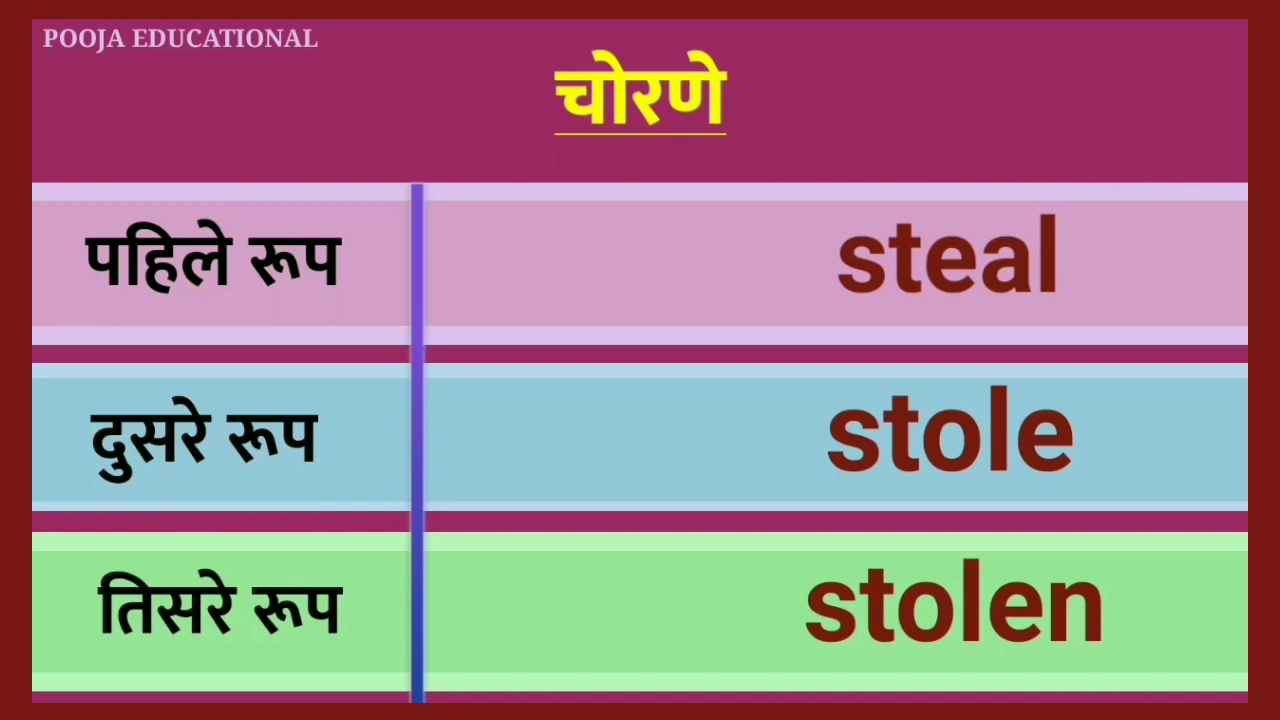 POOJA EDUCATIONAL
चोरणे
पहिले रूप
steal
दुसरे रूप
stole
तिसरे रूप
stolen